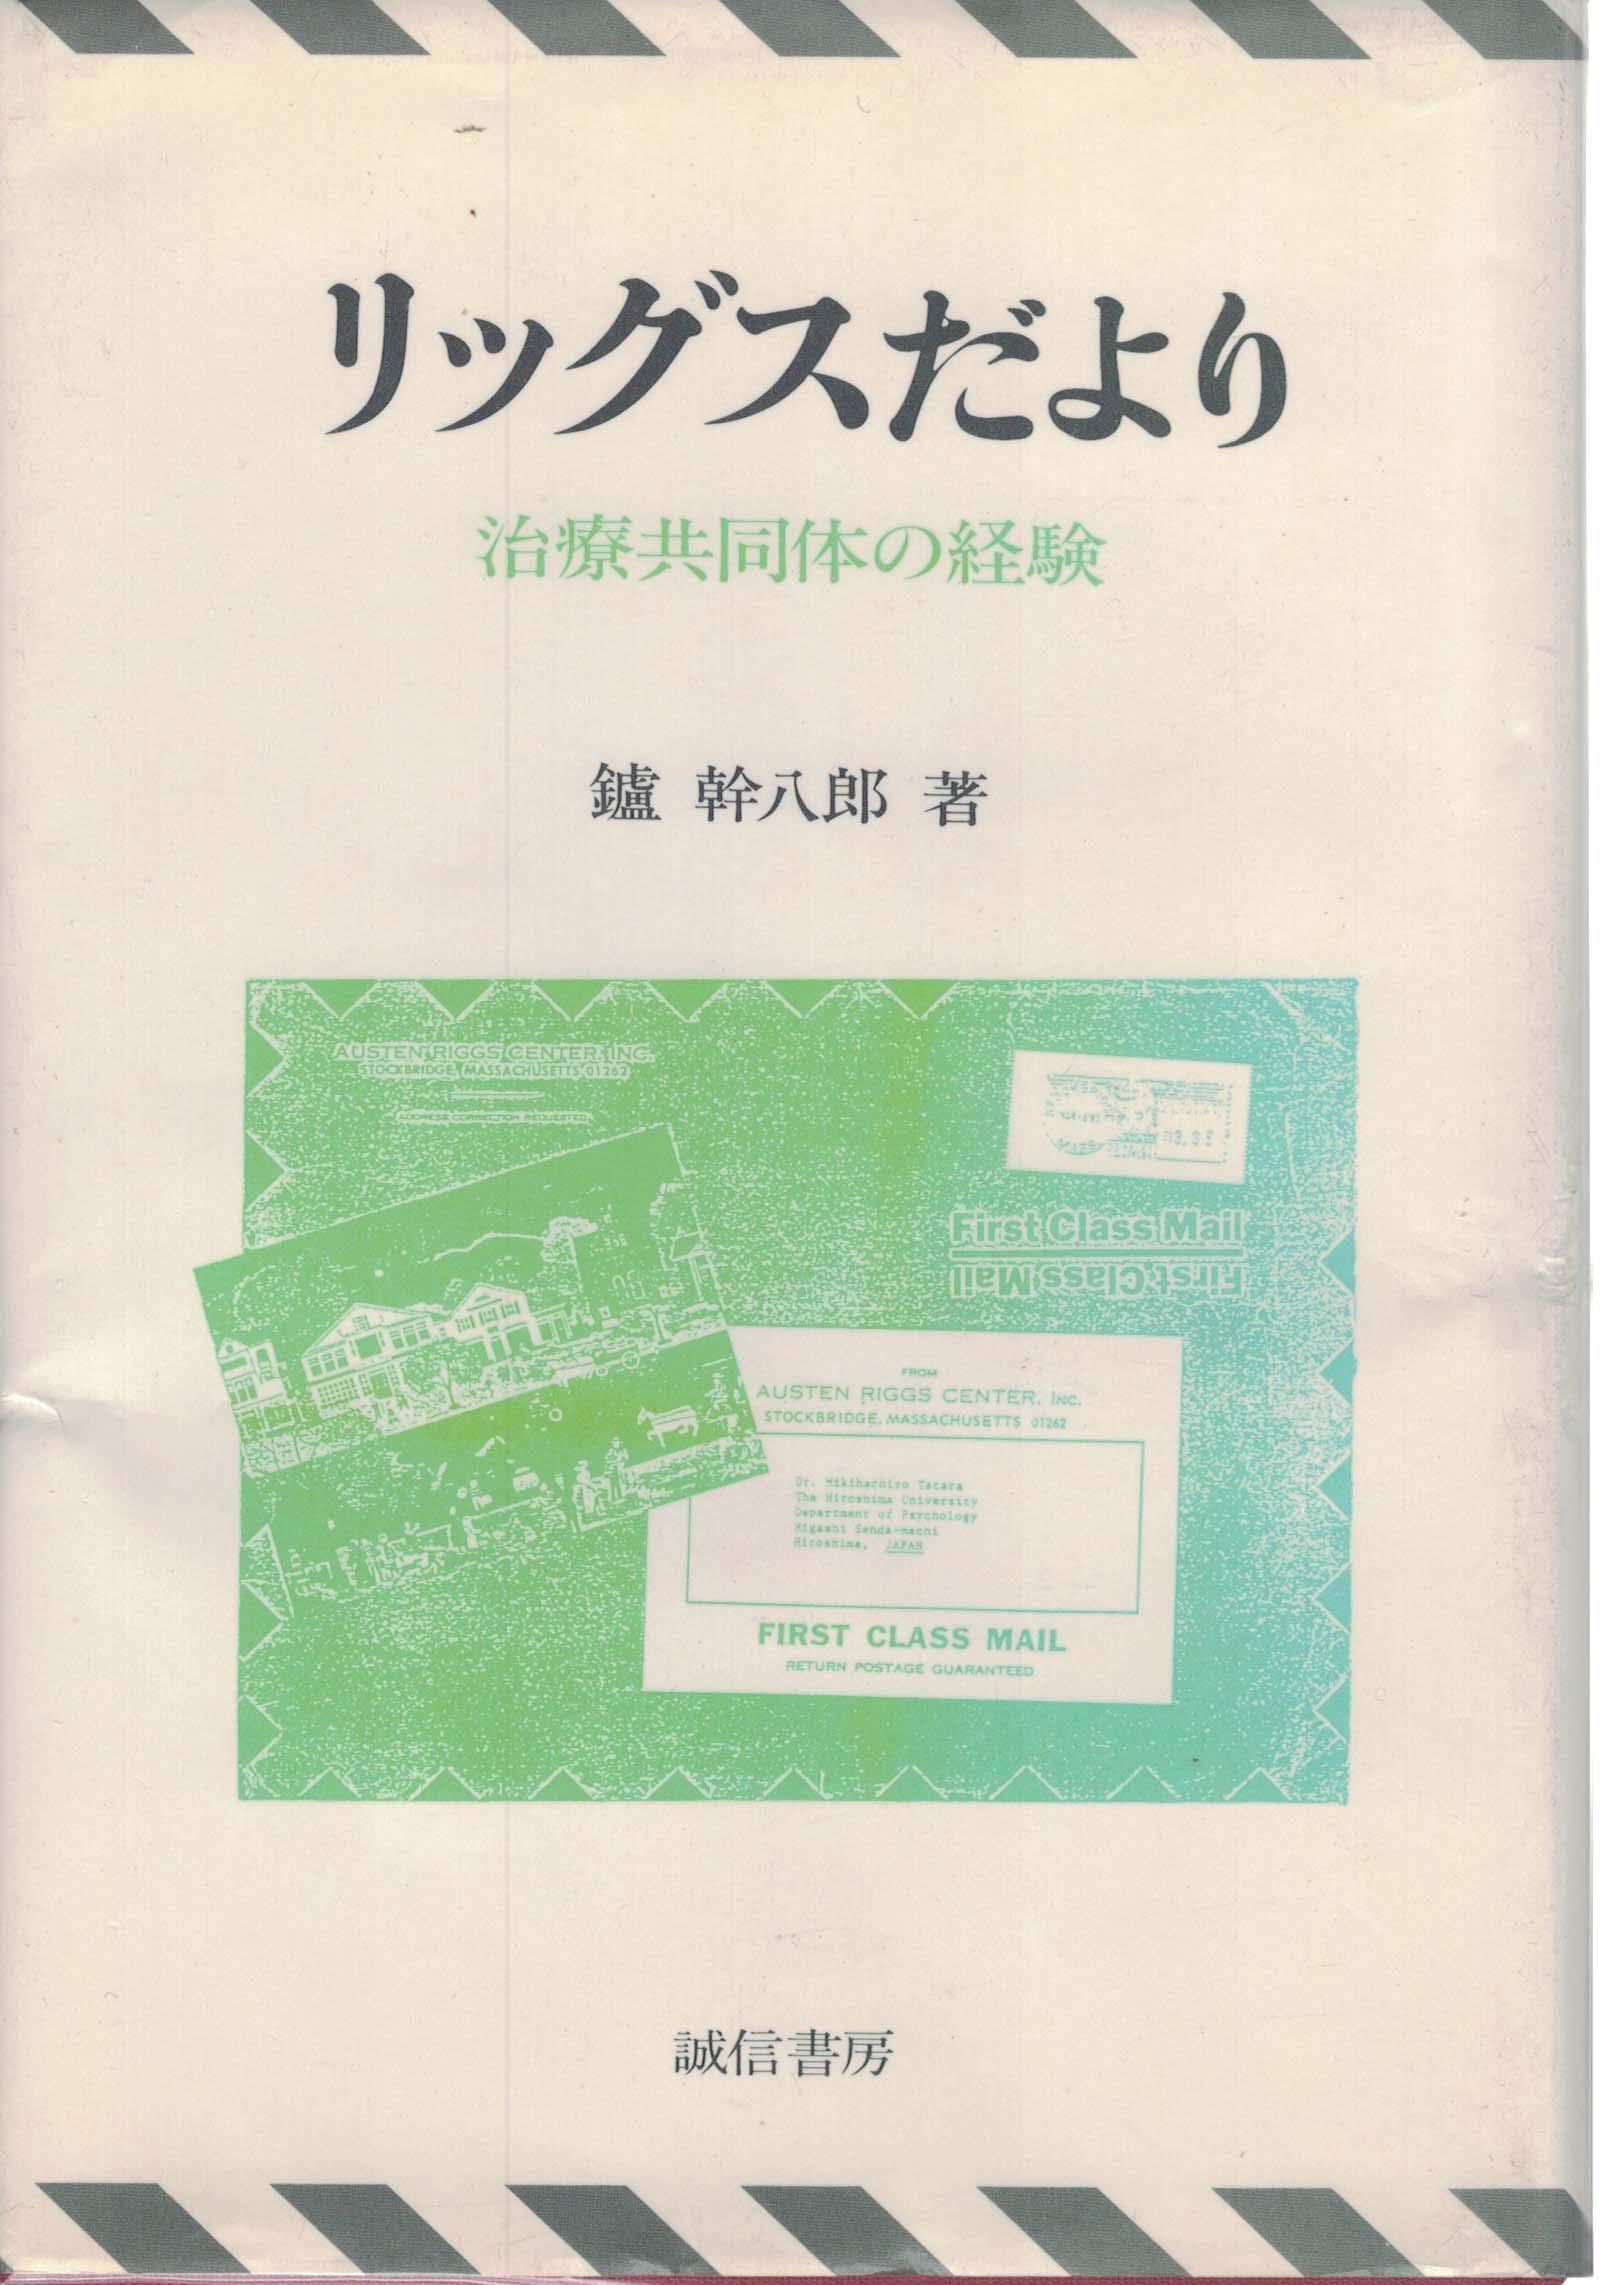 リッグスだより
治療共同体の経験
鑪 幹八郎 著
AUSTEN RIGGS CENTER, INC.
STOCKBRIDGE, MASSACHUSETTS 01262
ADDRESS CORRECTION REQUESTED
First Class Mail
First Class Mail
FROM
AUSTEN RIGGS CENTER, INC.
STOCKBRIDGE, MASSACHUSETTS 01262
Dr. Mikihachiro Tatara
The Hiroshima University
Department of Psychology
Higashi Senda-machi
Hiroshima, JAPAN
FIRST CLASS MAIL
RETURN POSTAGE GUARANTEED
誠信書房